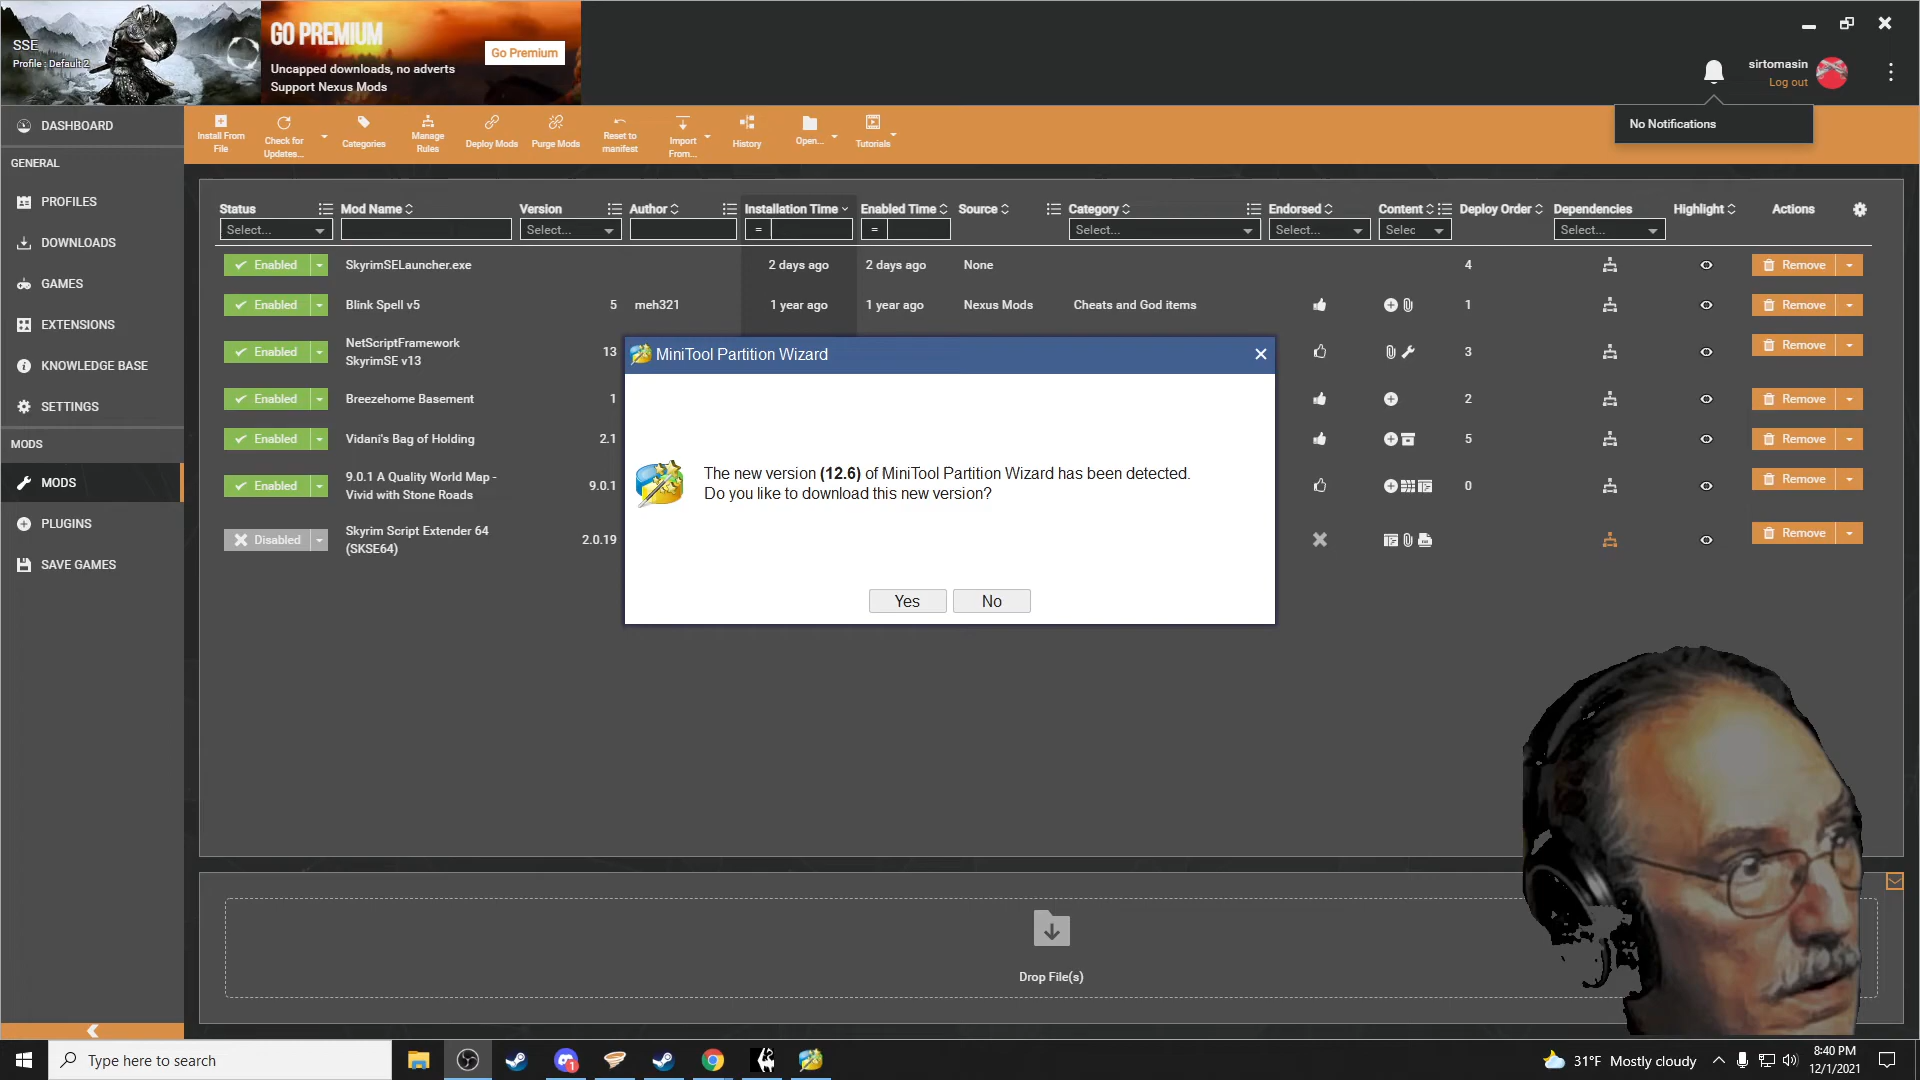 SSE
Profile : Default 2
GO PREMIUM
Uncapped downloads, no adverts
Support Nexus Mods
Go Premium
sirtomasin
Log out
No Notifications
DASHBOARD
GENERAL
PROFILES
DOWNLOADS
GAMES
EXTENSIONS
KNOWLEDGE BASE
SETTINGS
MODS
MODS
PLUGINS
SAVE GAMES
Install From File
Check for Updates...
Categories
Manage Rules
Deploy Mods
Purge Mods
Reset to manifest
Import From...
History
Open...
Tutorials
Status Mod Name Version Author Installation Time Enabled Time Source Category Endorsed Content Deploy Order Dependencies Highlight Actions
Select... Select... = = Select... Select... Selec Select...
Enabled SkyrimSELauncher.exe 2 days ago 2 days ago None 4 Remove
Enabled Blink Spell v5 5 meh321 1 year ago 1 year ago Nexus Mods Cheats and God items 1 Remove
Enabled NetScriptFramework SkyrimSE v13 13 3 Remove
Enabled Breezehome Basement 1 2 Remove
Enabled Vidani's Bag of Holding 2.1 5 Remove
Enabled 9.0.1 A Quality World Map - Vivid with Stone Roads 9.0.1 0 Remove
Disabled Skyrim Script Extender 64 (SKSE64) 2.0.19 Remove
MiniTool Partition Wizard
The new version (12.6) of MiniTool Partition Wizard has been detected.
Do you like to download this new version?
Yes No
Drop File(s)
Type here to search
1
31°F Mostly cloudy
8:40 PM
12/1/2021